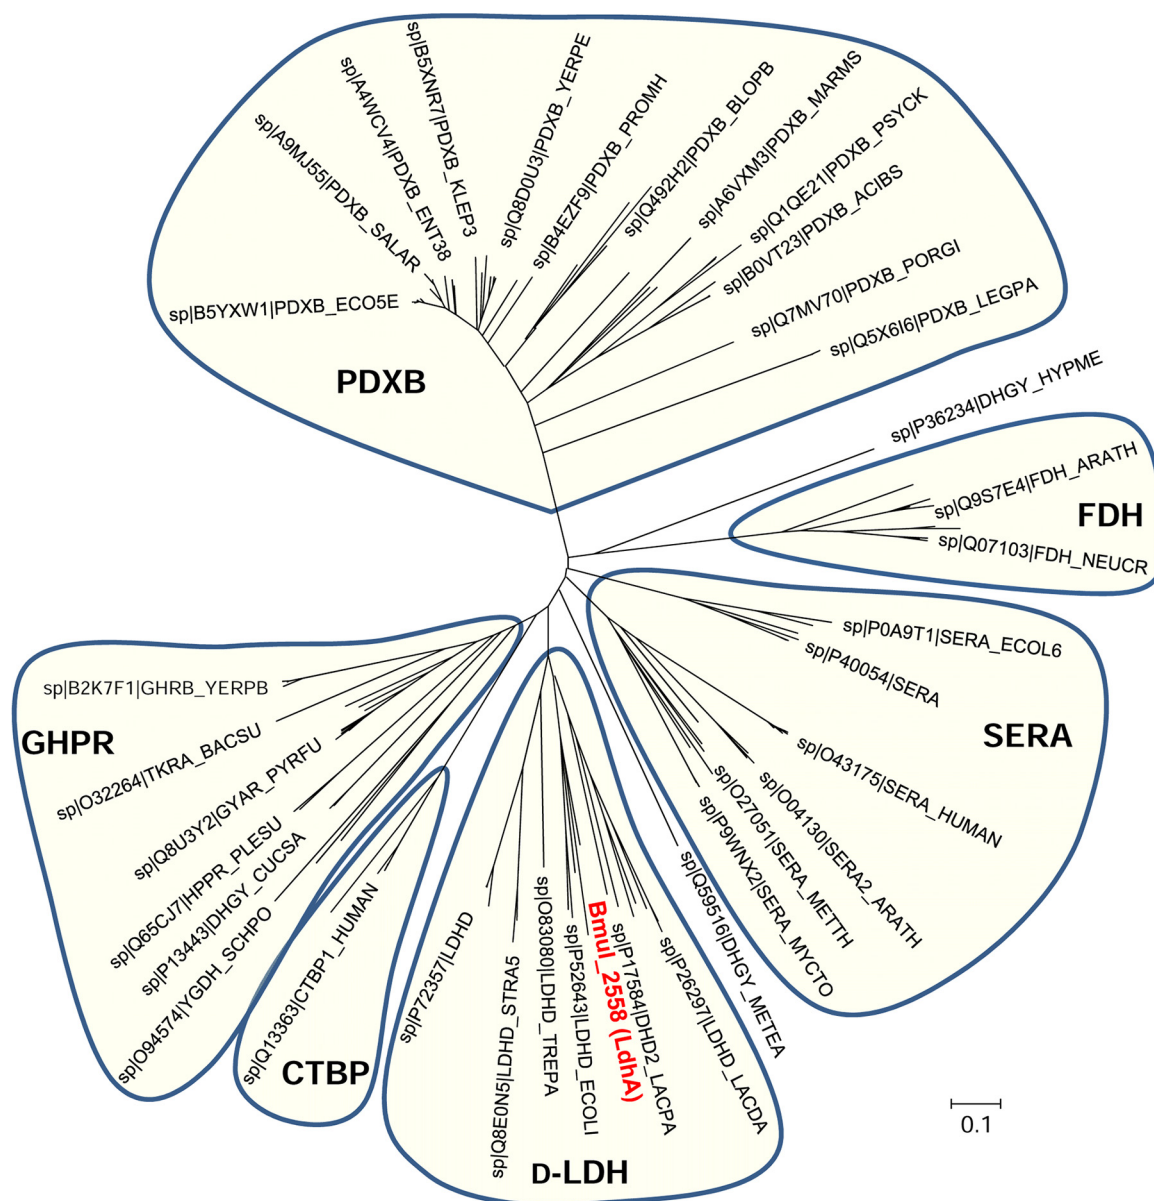 sp|B5XNR7|PDXB_KLEP3
sp|A4WCV4|PDXB_ENT38
sp|A9MJ55|PDXB_SALAR
sp|B5YXW1|PDXB_ECO5E
sp|Q8D0U3|PDXB_YERPE
sp|B4EZF9|PDXB_PROMH
sp|Q492H2|PDXB_BLOPB
sp|A6VXM3|PDXB_MARMS
sp|Q1QE21|PDXB_PSYCK
sp|B0VT23|PDXB_ACIBS
sp|Q7MV70|PDXB_PORGI
sp|Q5X6I6|PDXB_LEGPA
PDXB
sp|P36234|DHGY_HYPME
sp|Q9S7E4|FDH_ARATH
FDH
sp|Q07103|FDH_NEUCR
sp|P0A9T1|SERA_ECOL6
sp|P40054|SERA
SERA
sp|O43175|SERA_HUMAN
sp|O04130|SERA2_ARATH
sp|O27051|SERA_METTH
sp|P9WNX2|SERA_MYCTO
sp|Q59516|DHGY_METEA
sp|B2K7F1|GHRB_YERPB
GHPR
sp|O32264|TKRA_BACSU
sp|Q8U3Y2|GYAR_PYRFU
sp|Q65CJ7|HPPR_PLESU
sp|P13443|DHGY_CUCSA
sp|O94574|YGDH_SCHPO
sp|Q13363|CTBP1_HUMAN
CTBP
sp|P72357|LDHD
sp|Q8E0N5|LDHD_STRA5
sp|O83080|LDHD_TREPA
sp|P52643|LDHD_ECOLI
Bmul_2558 (LdhA)
sp|P17584|DHD2_LACPA
sp|P26297|LDHD_LACDA
D-LDH
0.1